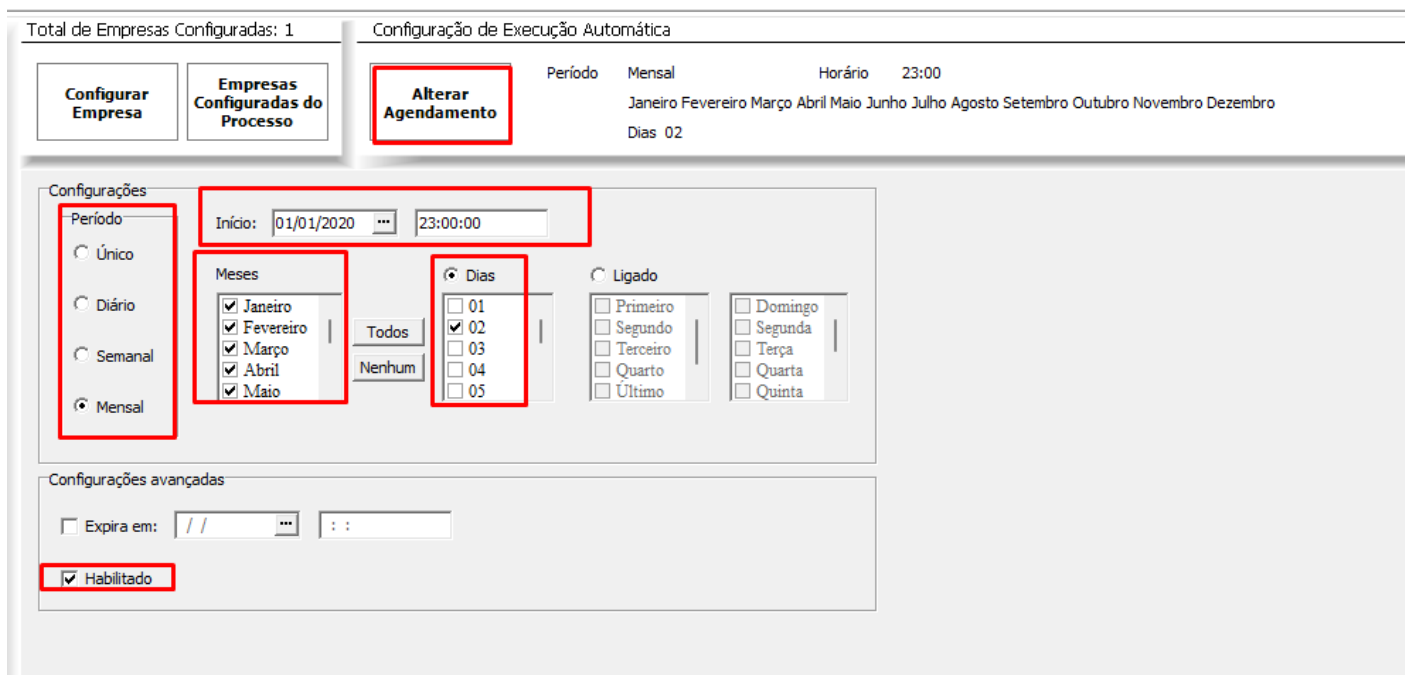 Total de Empresas Configuradas: 1
Configuração de Execução Automática
Configurar Empresa
Empresas Configuradas do Processo
Alterar Agendamento
Período Mensal Horário 23:00
Janeiro Fevereiro Março Abril Maio Junho Julho Agosto Setembro Outubro Novembro Dezembro
Dias 02
Configurações
Período
Único
Diário
Semanal
Mensal
Início: 01/01/2020 ... 23:00:00
Meses
Janeiro
Fevereiro
Março
Abril
Maio
Todos
Nenhum
Dias
01
02
03
04
05
Ligado
Primeiro
Segundo
Terceiro
Quarto
Último
Domingo
Segunda
Terça
Quarta
Quinta
Configurações avançadas
Expira em: / / ... : :
Habilitado